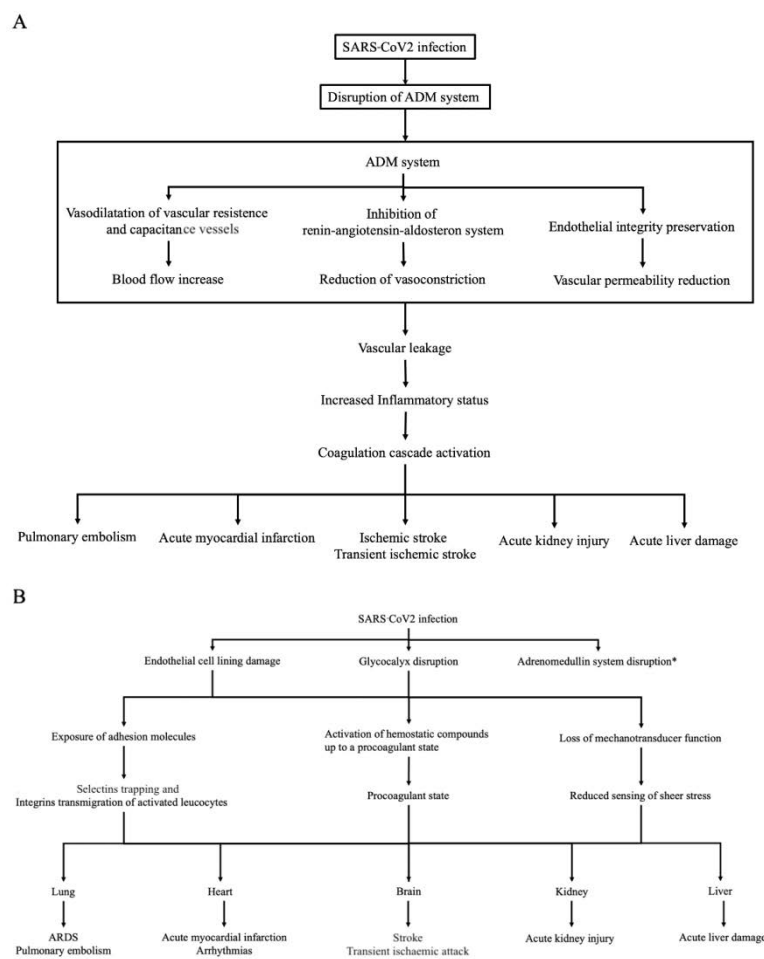 A
SARS-CoV2 infection
Disruption of ADM system
ADM system
Vasodilatation of vascular resistence
and capacitance vessels
Inhibition of
renin-angiotensin-aldosteron system
Endothelial integrity preservation
Blood flow increase
Reduction of vasoconstriction
Vascular permeability reduction
Vascular leakage
Increased Inflammatory status
Coagulation cascade activation
Pulmonary embolism
Acute myocardial infarction
Ischemic stroke
Transient ischemic stroke
Acute kidney injury
Acute liver damage
B
SARS-CoV2 infection
Endothelial cell lining damage
Glycocalyx disruption
Adrenomedullin system disruption*
Exposure of adhesion molecules
Activation of hemostatic compounds
up to a procoagulant state
Loss of mechanotransducer function
Selectins trapping and
Integrins transmigration of activated leucocytes
Procoagulant state
Reduced sensing of sheer stress
Lung
Heart
Brain
Kidney
Liver
ARDS
Pulmonary embolism
Acute myocardial infarction
Arrhythmias
Stroke
Transient ischaemic attack
Acute kidney injury
Acute liver damage